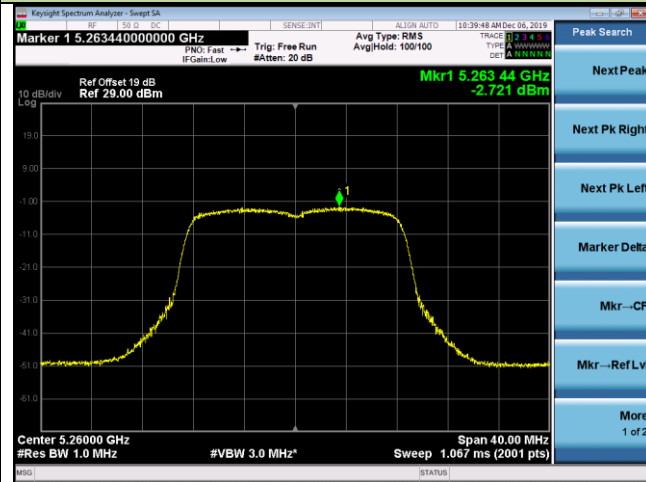 Keysight Spectrum Analyzer - Swept SA
RF 50 Ω DC SENSE:INT ALIGN AUTO 10:39:48 AM Dec 06, 2019
Marker 1 5.263440000000 GHz
PNO: Fast
IFGain:Low
Trig: Free Run
#Atten: 20 dB
Avg Type: RMS
Avg|Hold: 100/100
TRACE 1 2 3 4 5 6
TYPE A WWWWW
DET A N N N N N
Ref Offset 19 dB
10 dB/div Ref 29.00 dBm
Log
Mkr1 5.263 44 GHz
-2.721 dBm
19.0
9.00
-1.00
-11.0
-21.0
-31.0
-41.0
-51.0
-61.0
1
Center 5.26000 GHz Span 40.00 MHz
#Res BW 1.0 MHz #VBW 3.0 MHz* Sweep 1.067 ms (2001 pts)
MSG STATUS
Peak Search
Next Peak
Next Pk Right
Next Pk Left
Marker Delta
Mkr→CF
Mkr→Ref Lvl
More
1 of 2